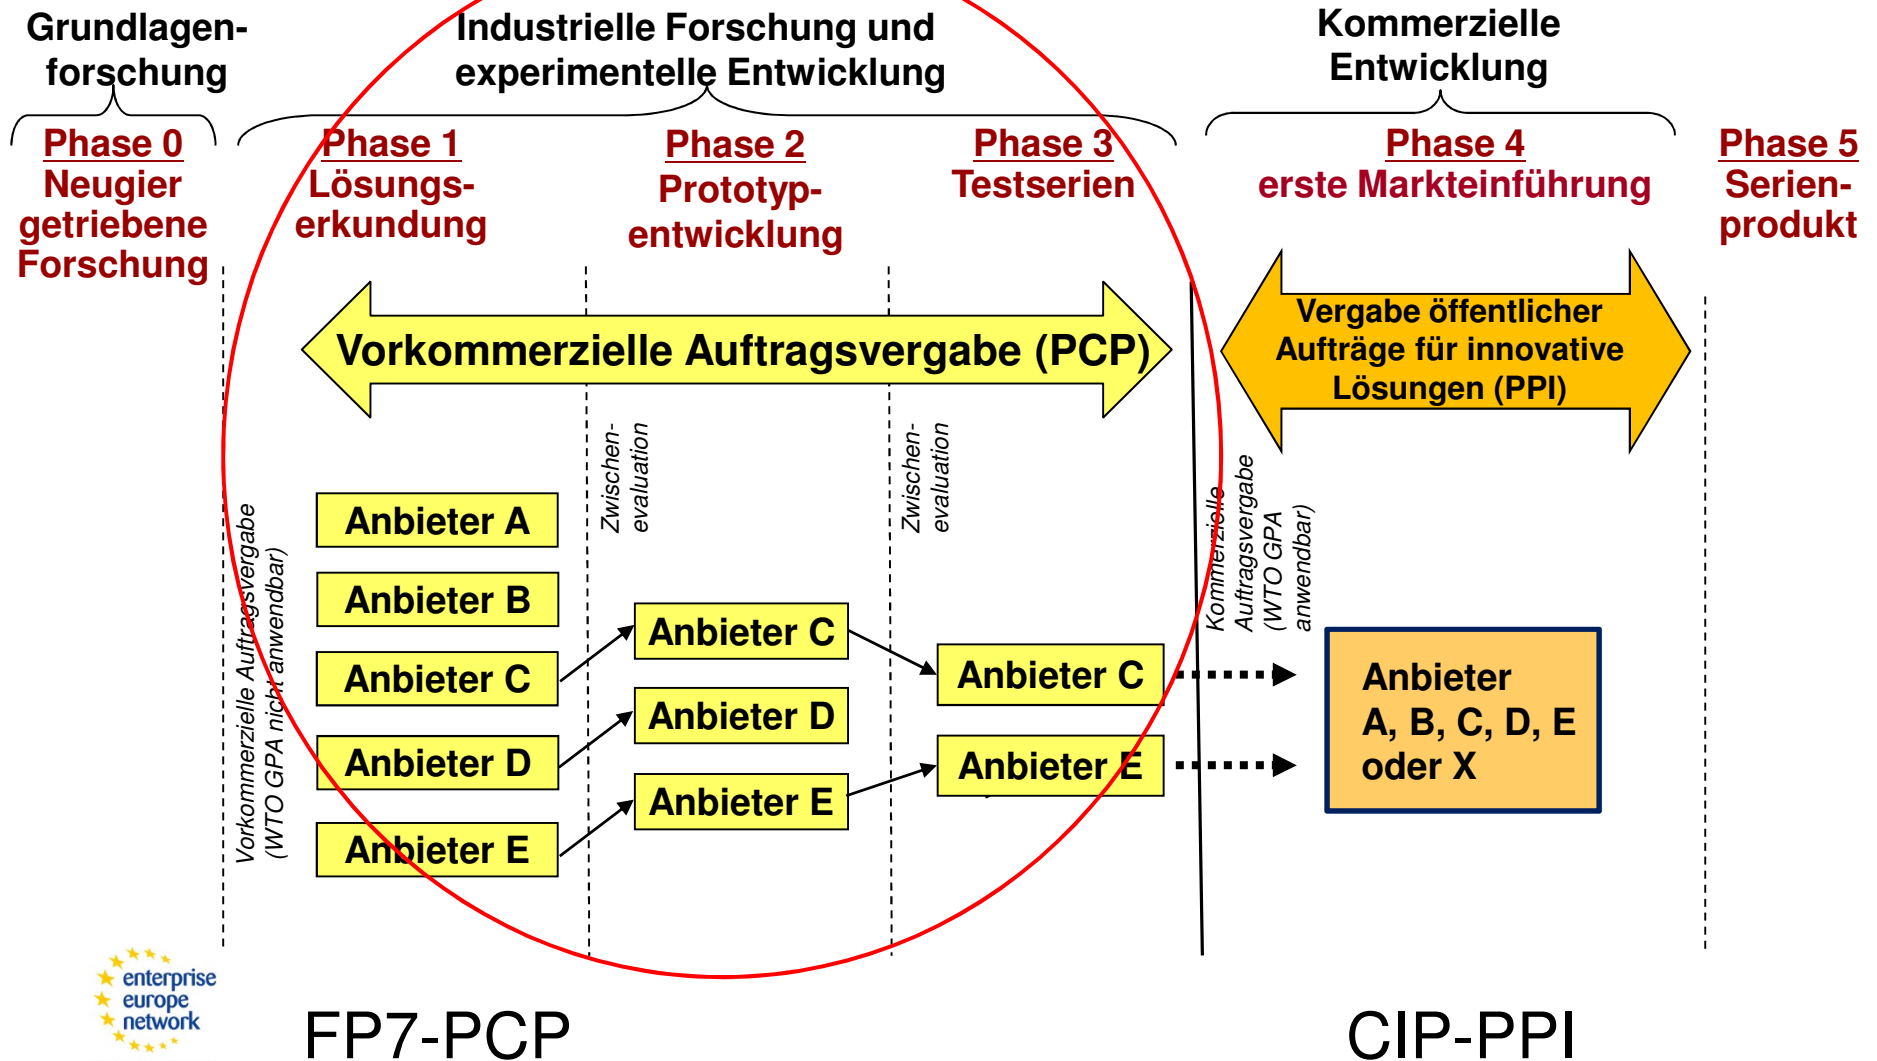 Grundlagen-
forschung
Industrielle Forschung und
experimentelle Entwicklung
Kommerzielle
Entwicklung
Phase 0
Neugier
getriebene
Forschung
Phase 1
Lösungs-
erkundung
Phase 2
Prototyp-
entwicklung
Phase 3
Testserien
Phase 4
erste Markteinführung
Phase 5
Serien-
produkt
Vorkommerzielle Auftragsvergabe (PCP)
Vergabe öffentlicher
Aufträge für innovative
Lösungen (PPI)
Vorkommerzielle Auftragsvergabe
(WTO GPA nicht anwendbar)
Zwischen-
evaluation
Zwischen-
evaluation
Kommerzielle
Auftragsvergabe
(WTO GPA
anwendbar)
Anbieter A
Anbieter B
Anbieter C
Anbieter D
Anbieter E
Anbieter C
Anbieter D
Anbieter E
Anbieter C
Anbieter E
Anbieter
A, B, C, D, E
oder X
enterprise
europe
network
FP7-PCP
CIP-PPI